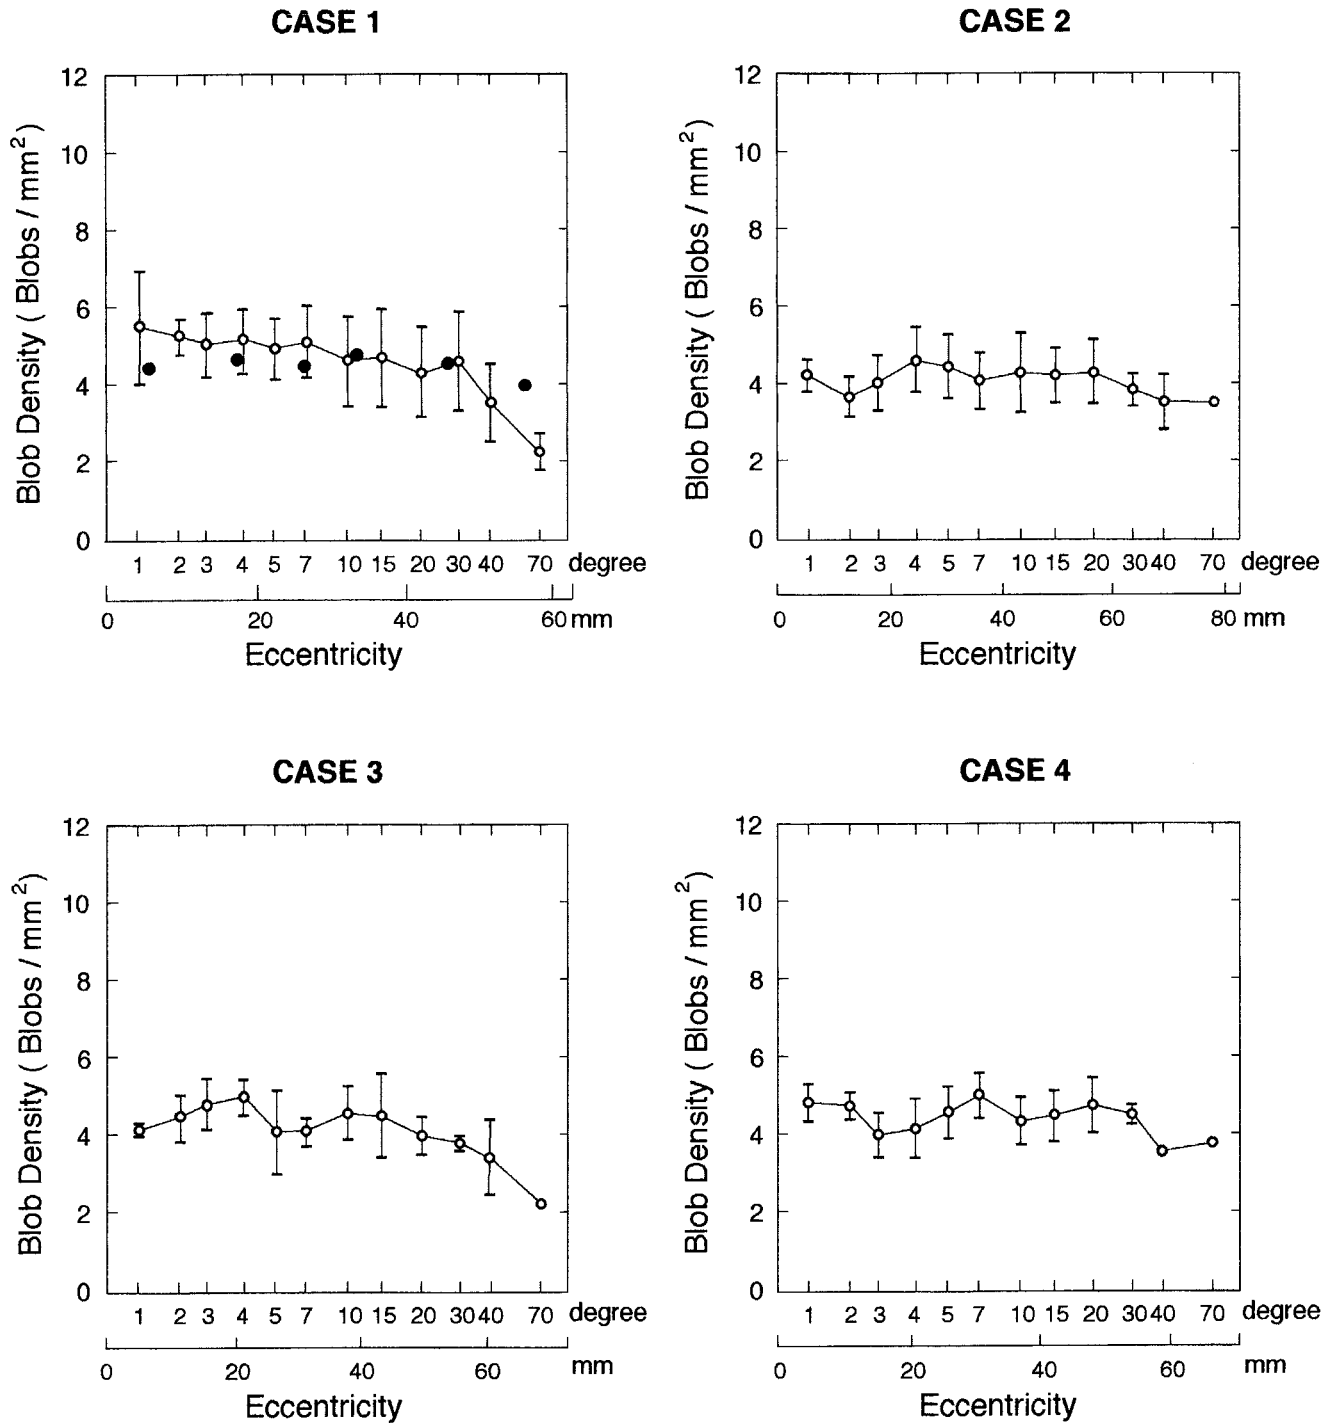 CASE 1
Blob Density ( Blobs / mm2 )
12
10
8
6
4
2
0
1 2 3 4 5 7 10 15 20 30 40 70 degree
0 20 40 60 mm
Eccentricity
CASE 2
Blob Density ( Blobs / mm2 )
12
10
8
6
4
2
0
1 2 3 4 5 7 10 15 20 30 40 70 degree
0 20 40 60 80 mm
Eccentricity
CASE 3
Blob Density ( Blobs / mm2 )
12
10
8
6
4
2
0
1 2 3 4 5 7 10 15 20 30 40 70 degree
0 20 40 60 mm
Eccentricity
CASE 4
Blob Density ( Blobs / mm2 )
12
10
8
6
4
2
0
1 2 3 4 5 7 10 15 20 30 40 70 degree
0 20 40 60 mm
Eccentricity